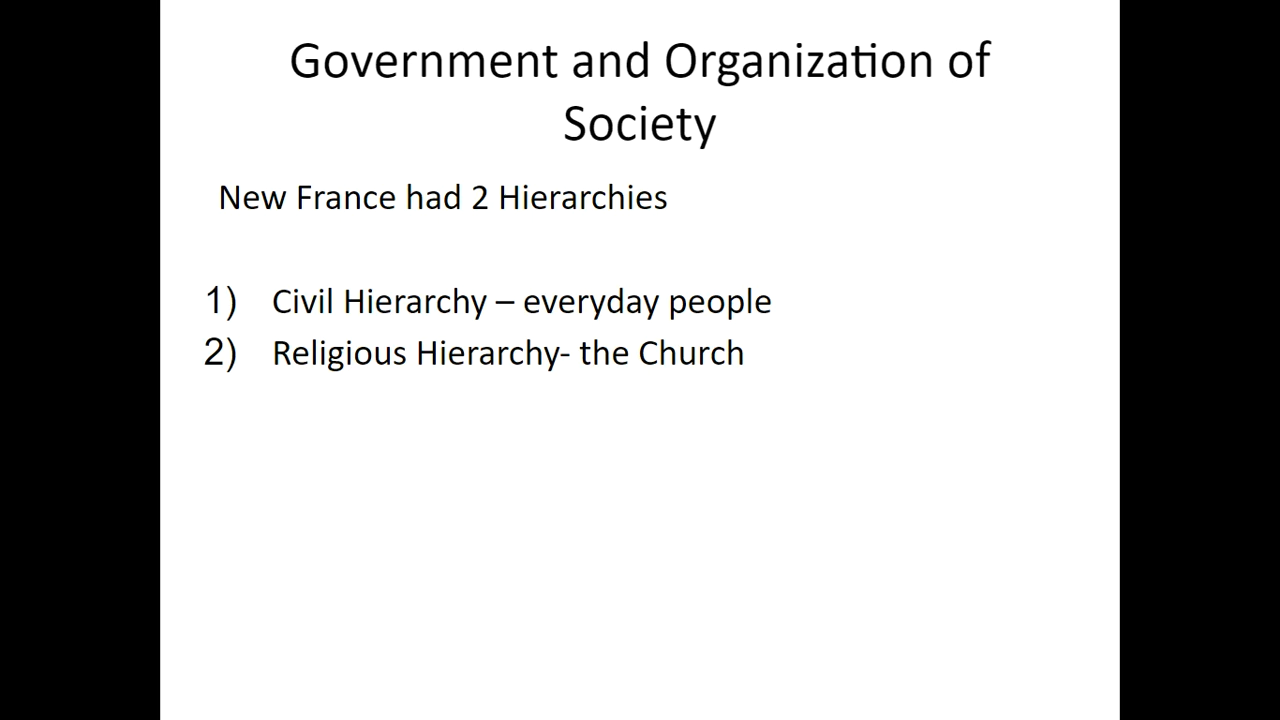 Government and Organization of
Society
New France had 2 Hierarchies
1) Civil Hierarchy – everyday people
2) Religious Hierarchy- the Church